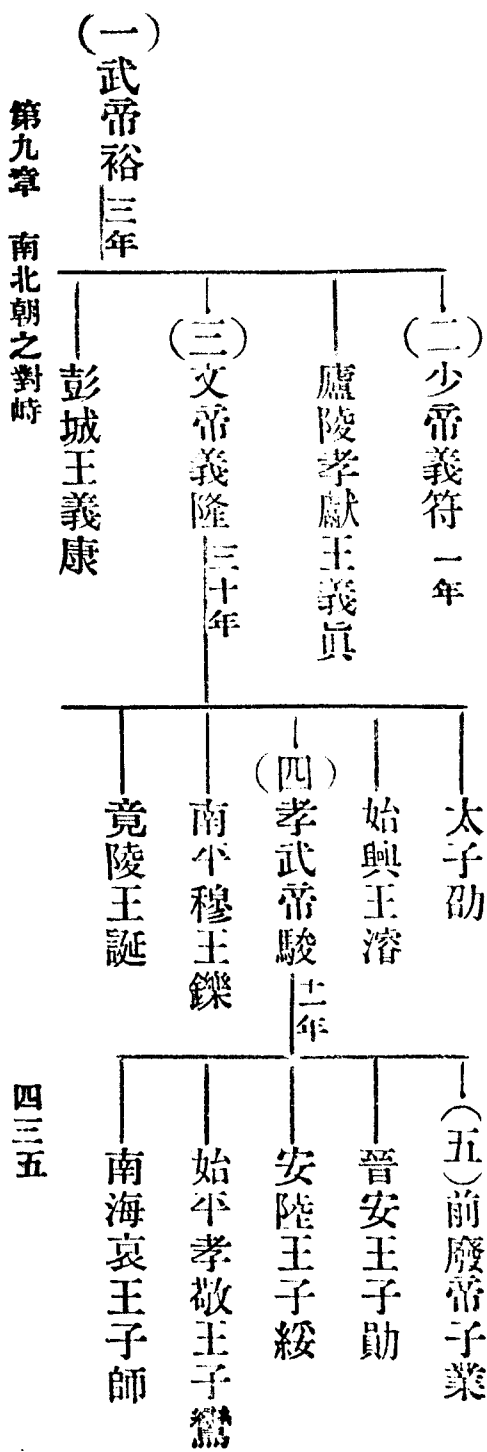 (一)武帝裕 三年
(二)少帝義符 一年
廬陵孝獻王義眞
(三)文帝義隆 三十年
彭城王義康
太子劭
始興王濬
(四)孝武帝駿 十一年
南平穆王鑠
竟陵王誕
(五)前廢帝子業
晉安王子勛
安陸王子綏
始平孝敬王子鸞
南海哀王子師
第九章 南北朝之對峙
四三五